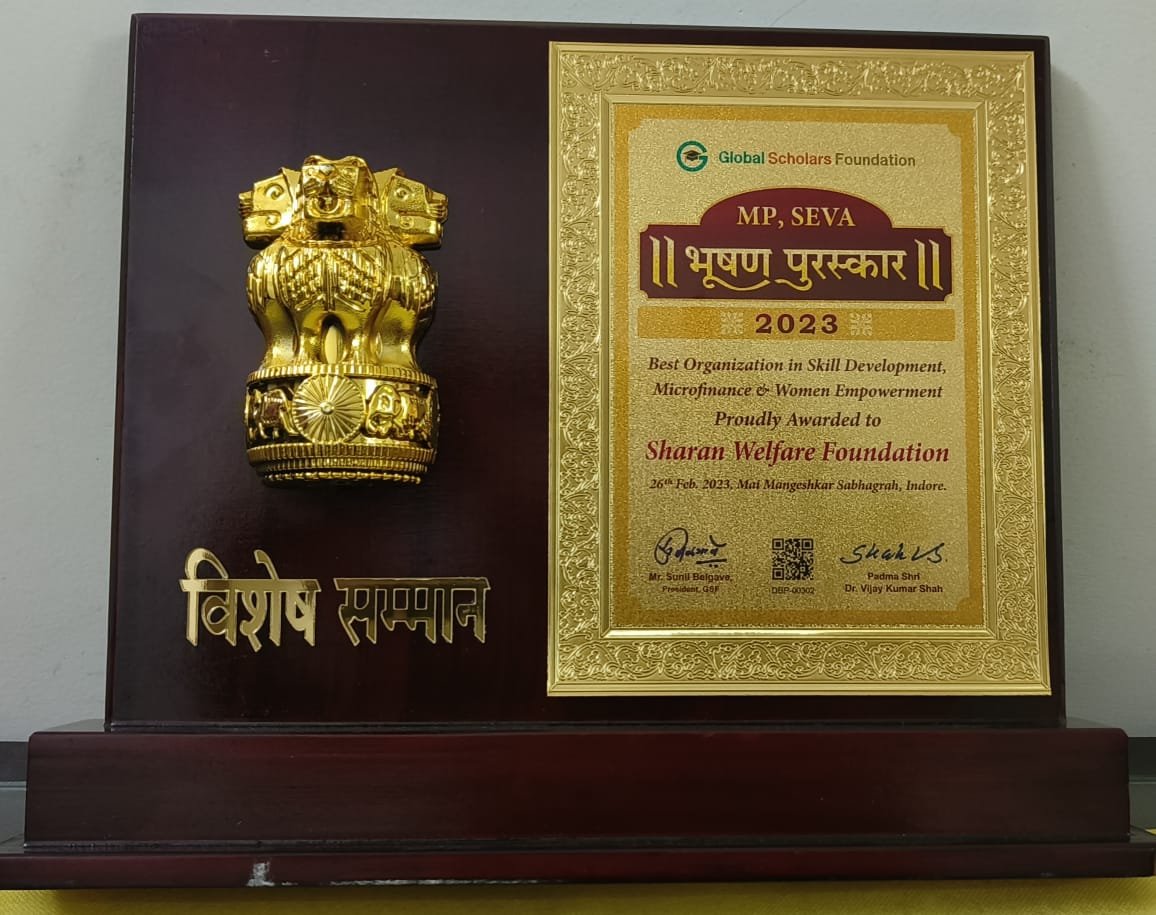 विशेष सम्मान
Global Scholars Foundation
MP, SEVA
|| भूषण पुरस्कार ||
2023
Best Organization in Skill Development,
Microfinance & Women Empowerment
Proudly Awarded to
Sharan Welfare Foundation
26th Feb. 2023, Mai Mangeshkar Sabhagrah, Indore.
Shah V S.
Mr. Sunil Belgave,
President, GSF
DBP-00302
Padma Shri
Dr. Vijay Kumar Shah